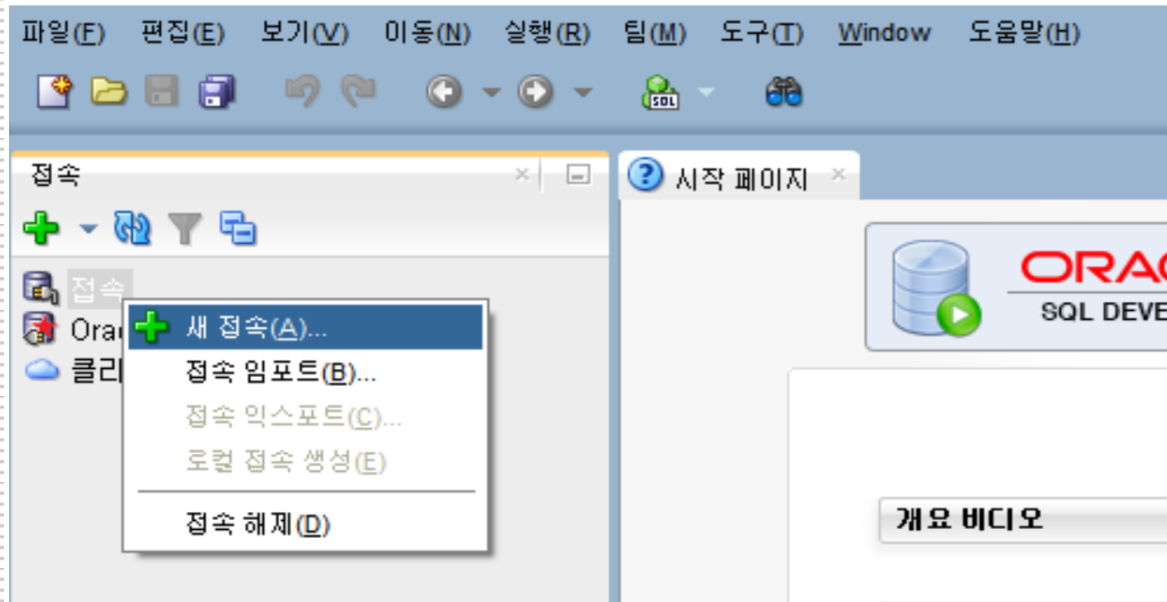 파일(F) 편집(E) 보기(V) 이동(N) 실행(R) 팀(M) 도구(T) Window 도움말(H)
SQL
접속
시작 페이지
접속
새 접속(A)...
접속 임포트(B)...
접속 익스포트(C)...
로컬 접속 생성(E)
접속 해제(D)
SQL
개요 비디오